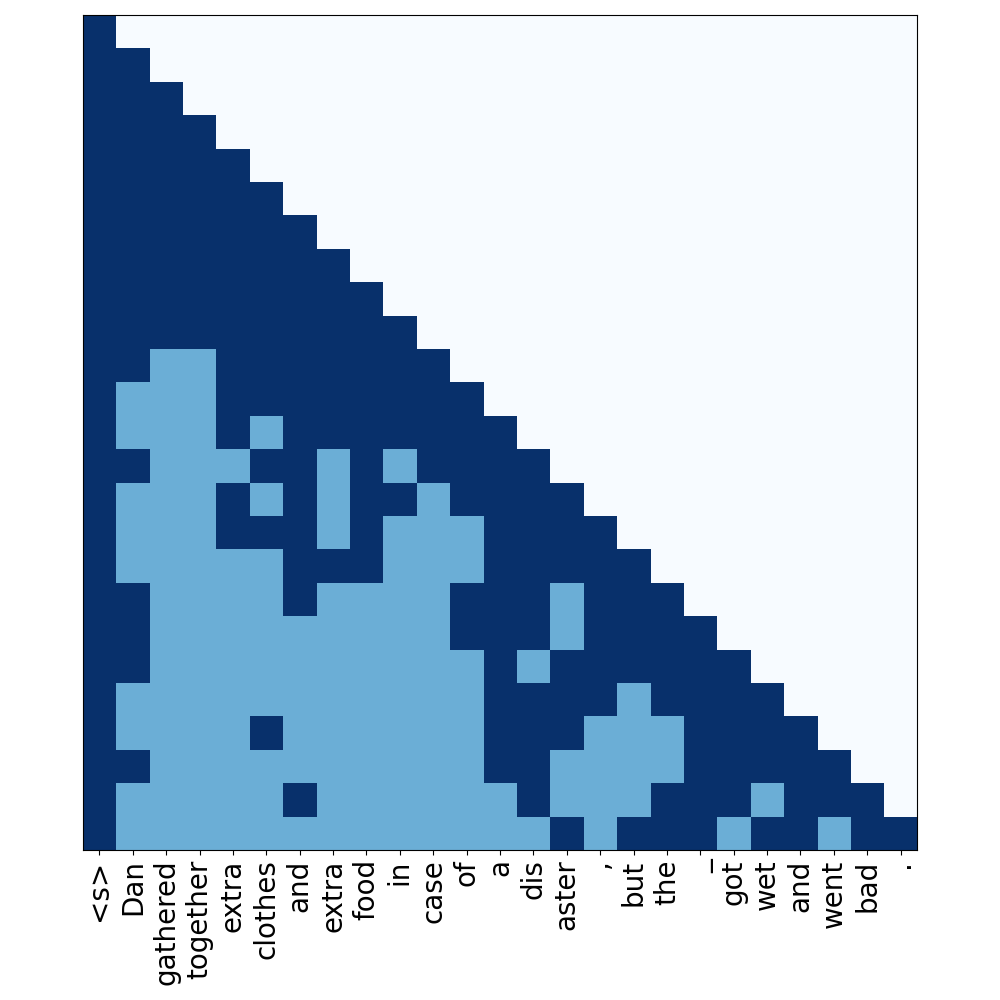 <s>
Dan
gathered
together
extra
clothes
and
extra
food
in
case
of
a
dis
aster
,
but
the
_
got
wet
and
went
bad
.